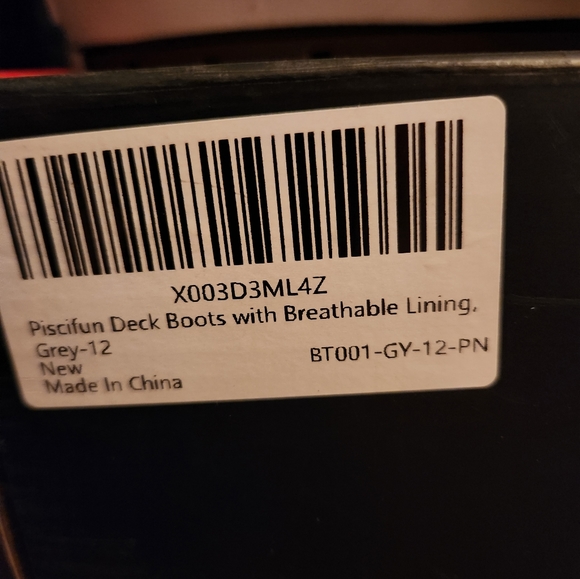 X003D3ML4Z
Piscifun Deck Boots with Breathable Lining,
Grey-12
BT001-GY-12-PN
New
Made In China